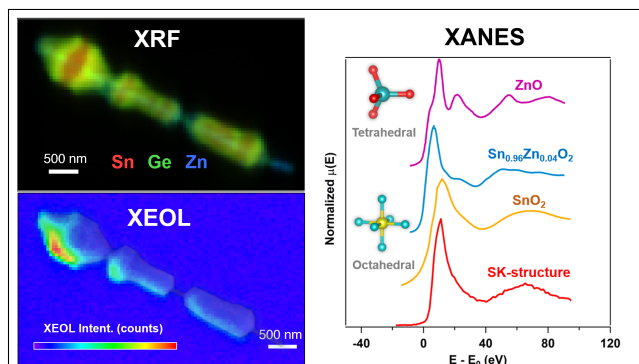 XRF
500 nm
Sn Ge Zn
XEOL
XEOL Intent. (counts)
500 nm
XANES
Normalized μ(E)
ZnO
Tetrahedral
Sn0.96Zn0.04O2
SnO2
Octahedral
SK-structure
-40 0 40 80 120
E - E0 (eV)